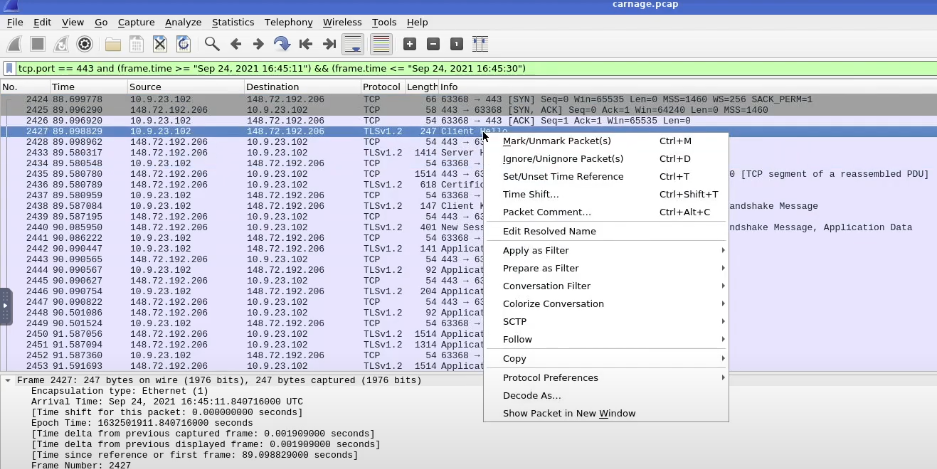 carnage.pcap
File Edit View Go Capture Analyze Statistics Telephony Wireless Tools Help
tcp.port == 443 and (frame.time >= "Sep 24, 2021 16:45:11") && (frame.time <= "Sep 24, 2021 16:45:30")
No. Time Source Destination Protocol Length Info
2424 88.699778 10.9.23.102 148.72.192.206 TCP 66 63368 → 443 [SYN] Seq=0 Win=65535 Len=0 MSS=1460 WS=256 SACK_PERM=1
2425 88.096290 148.72.192.206 10.9.23.102 TCP 58 443 → 63368 [SYN, ACK] Seq=0 Ack=1 Win=64240 Len=0 MSS=1460
2426 89.096920 10.9.23.102 148.72.192.206 TCP 54 63368 → 443 [ACK] Seq=1 Ack=1 Win=65535 Len=0
2427 89.098829 10.9.23.102 148.72.192.206 TLSv1.2 247 Client Hello
2428 89.098962 148.72.192.206 10.9.23.102 TCP 54 443 → 63
2433 89.580317 148.72.192.206 10.9.23.102 TLSv1.2 1414 Server H
2434 89.580548 10.9.23.102 148.72.192.206 TCP 54 63368 →
2435 89.580780 148.72.192.206 10.9.23.102 TCP 1514 443 → 63 0 [TCP segment of a reassembled PDU]
2436 89.580789 148.72.192.206 10.9.23.102 TLSv1.2 618 Certific
2437 89.580959 10.9.23.102 148.72.192.206 TCP 54 63368 →
2438 89.587084 10.9.23.102 148.72.192.206 TLSv1.2 147 Client K ndshake Message
2439 89.587195 148.72.192.206 10.9.23.102 TCP 54 443 → 63
2440 90.085528 148.72.192.206 10.9.23.102 TLSv1.2 401 New Sess dshake Message, Application Data
2441 90.086222 10.9.23.102 148.72.192.206 TCP 54 63368 →
2442 90.090447 10.9.23.102 148.72.192.206 TLSv1.2 141 Applicat
2443 90.090565 148.72.192.206 10.9.23.102 TCP 54 443 → 63
2444 90.090567 10.9.23.102 148.72.192.206 TLSv1.2 92 Applicat
2445 90.090627 148.72.192.206 10.9.23.102 TCP 54 443 → 63
2446 90.090754 10.9.23.102 148.72.192.206 TLSv1.2 204 Applicat
2447 90.090822 148.72.192.206 10.9.23.102 TCP 54 443 → 63
2448 90.501086 148.72.192.206 10.9.23.102 TLSv1.2 92 Applicat
2449 90.501524 10.9.23.102 148.72.192.206 TCP 54 63368 →
2450 91.587056 148.72.192.206 10.9.23.102 TLSv1.2 1514 Applicat
2451 91.587090 148.72.192.206 10.9.23.102 TLSv1.2 1314 Applicat
2452 91.587360 10.9.23.102 148.72.192.206 TCP 54 63368 →
2453 91.591693 148.72.192.206 10.9.23.102 TLSv1.2 1514 Applicat
Mark/Unmark Packet(s) Ctrl+M
Ignore/Unignore Packet(s) Ctrl+D
Set/Unset Time Reference Ctrl+T
Time Shift... Ctrl+Shift+T
Packet Comment... Ctrl+Alt+C
Edit Resolved Name
Apply as Filter
Prepare as Filter
Conversation Filter
Colorize Conversation
SCTP
Follow
Copy
Protocol Preferences
Decode As...
Show Packet in New Window
Frame 2427: 247 bytes on wire (1976 bits), 247 bytes captured (1976 bits)
Encapsulation type: Ethernet (1)
Arrival Time: Sep 24, 2021 16:45:11.840716000 UTC
[Time shift for this packet: 0.000000000 seconds]
Epoch Time: 1632501911.840716000 seconds
[Time delta from previous captured frame: 0.001909000 seconds]
[Time delta from previous displayed frame: 0.001909000 seconds]
[Time since reference or first frame: 89.098829000 seconds]
Frame Number: 2427